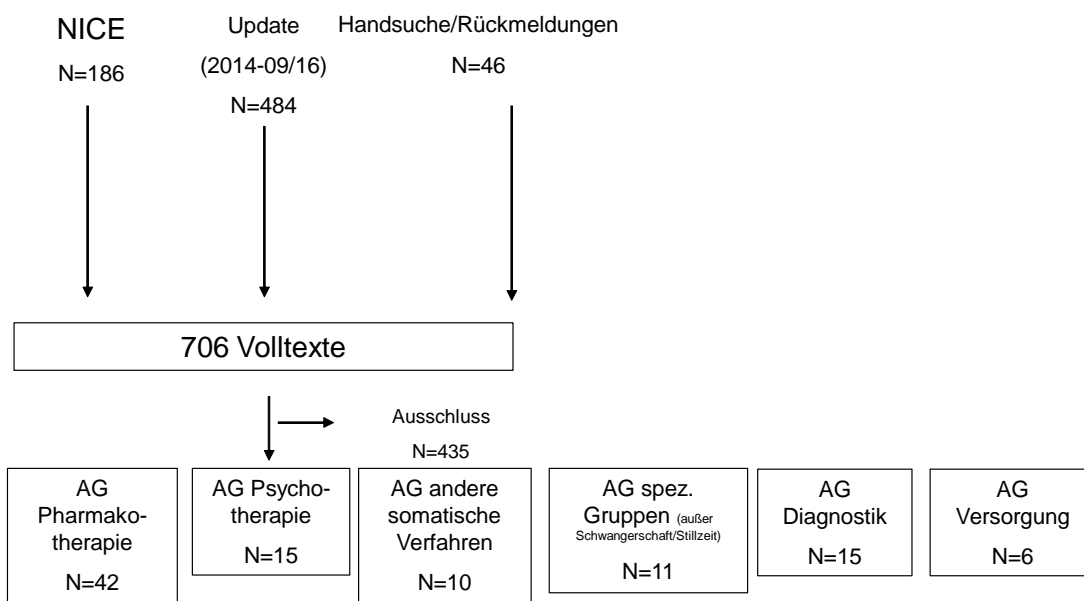 NICE
N=186
Update
(2014-09/16)
N=484
Handsuche/Rückmeldungen
N=46
706 Volltexte
Ausschluss
N=435
AG
Pharmako-
therapie
N=42
AG Psycho-
therapie
N=15
AG andere
somatische
Verfahren
N=10
AG spez.
Gruppen (außer
Schwangerschaft/Stillzeit)
N=11
AG
Diagnostik
N=15
AG
Versorgung
N=6